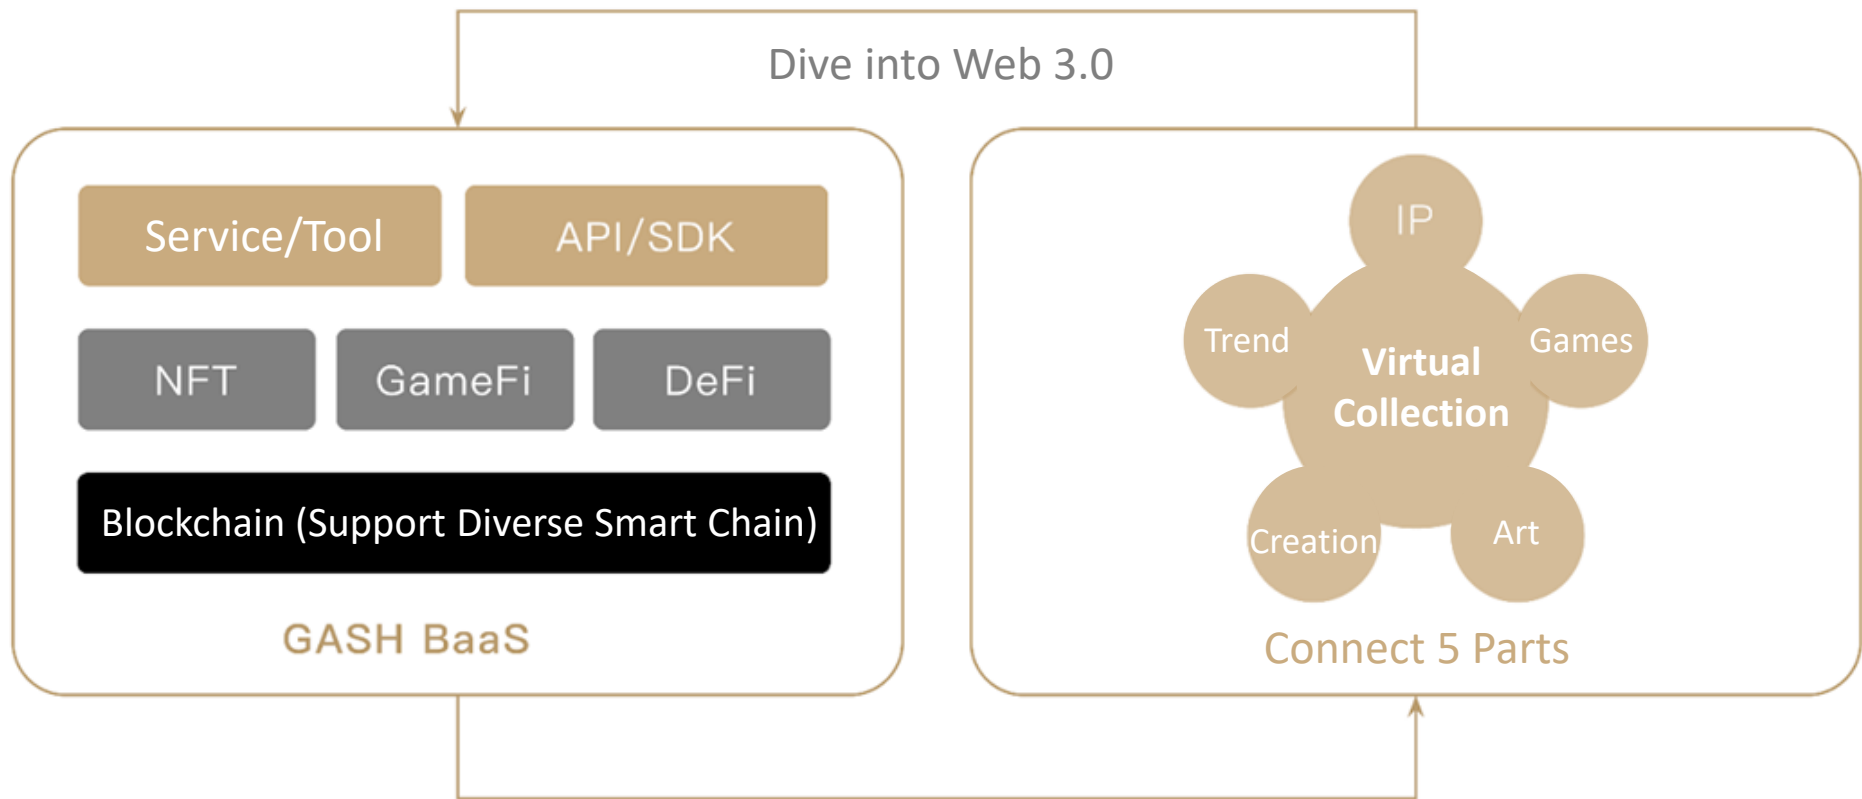 Dive into Web 3.0
Service/Tool
API/SDK
NFT
GameFi
DeFi
Blockchain (Support Diverse Smart Chain)
GASH BaaS
IP
Trend
Games
Virtual
Collection
Creation
Art
Connect 5 Parts